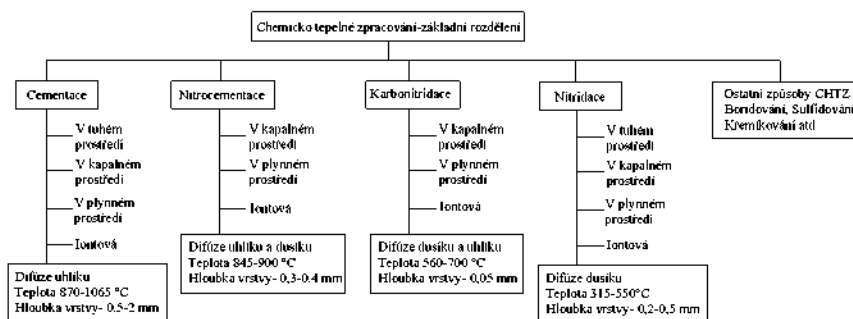 Chemicko tepelné zpracování-základní rozdělení
Cementace
V tuhém
prostředí
V kapalném
prostředí
V plynném
prostředí
Iontová
Difúze uhlíku
Teplota 870-1065 °C
Hloubka vrstvy- 0.5-2 mm
Nitrocementace
V kapalném
prostředí
V plynném
prostředí
Iontová
Difúze uhlíku a dusíku
Teplota 845-900 °C
Hloubka vrstvy- 0,3-0.4 mm
Karbonitridace
V kapalném
prostředí
V plynném
prostředí
Iontová
Difúze dusíku a uhlíku
Teplota 560-700 °C
Hloubka vrstvy- 0,05 mm
Nitridace
V tuhém
prostředí
V kapalném
prostředí
V plynném
prostředí
Iontová
Difúze dusíku
Teplota 315-550°C
Hloubka vrstvy- 0,2-0,5 mm
Ostatní způsoby CHTZ
Boridování, Sulfidování
Křemíkování atd